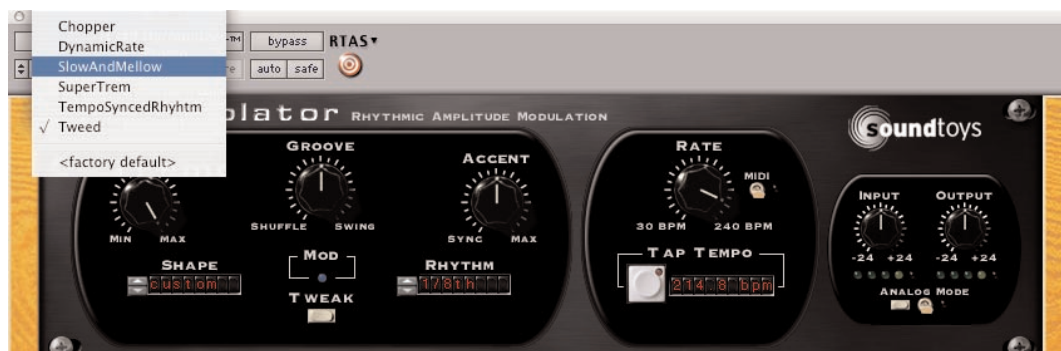 Chopper
DynamicRate
SlowAndMellow
SuperTrem
TempoSyncedRhyhtm
✓ Tweed
<factory default>
™
bypass
RTAS
auto safe
olator RHYTHMIC AMPLITUDE MODULATION
soundtoys
GROOVE
ACCENT
RATE
MIDI
INPUT OUTPUT
MIN MAX
SHUFFLE SWING
SYNC MAX
30 BPM 240 BPM
-24 +24
-24 +24
SHAPE
MOD
RHYTHM
TAP TEMPO
custom
1/8th
214.8 bpm
TWEAK
ANALOG MODE